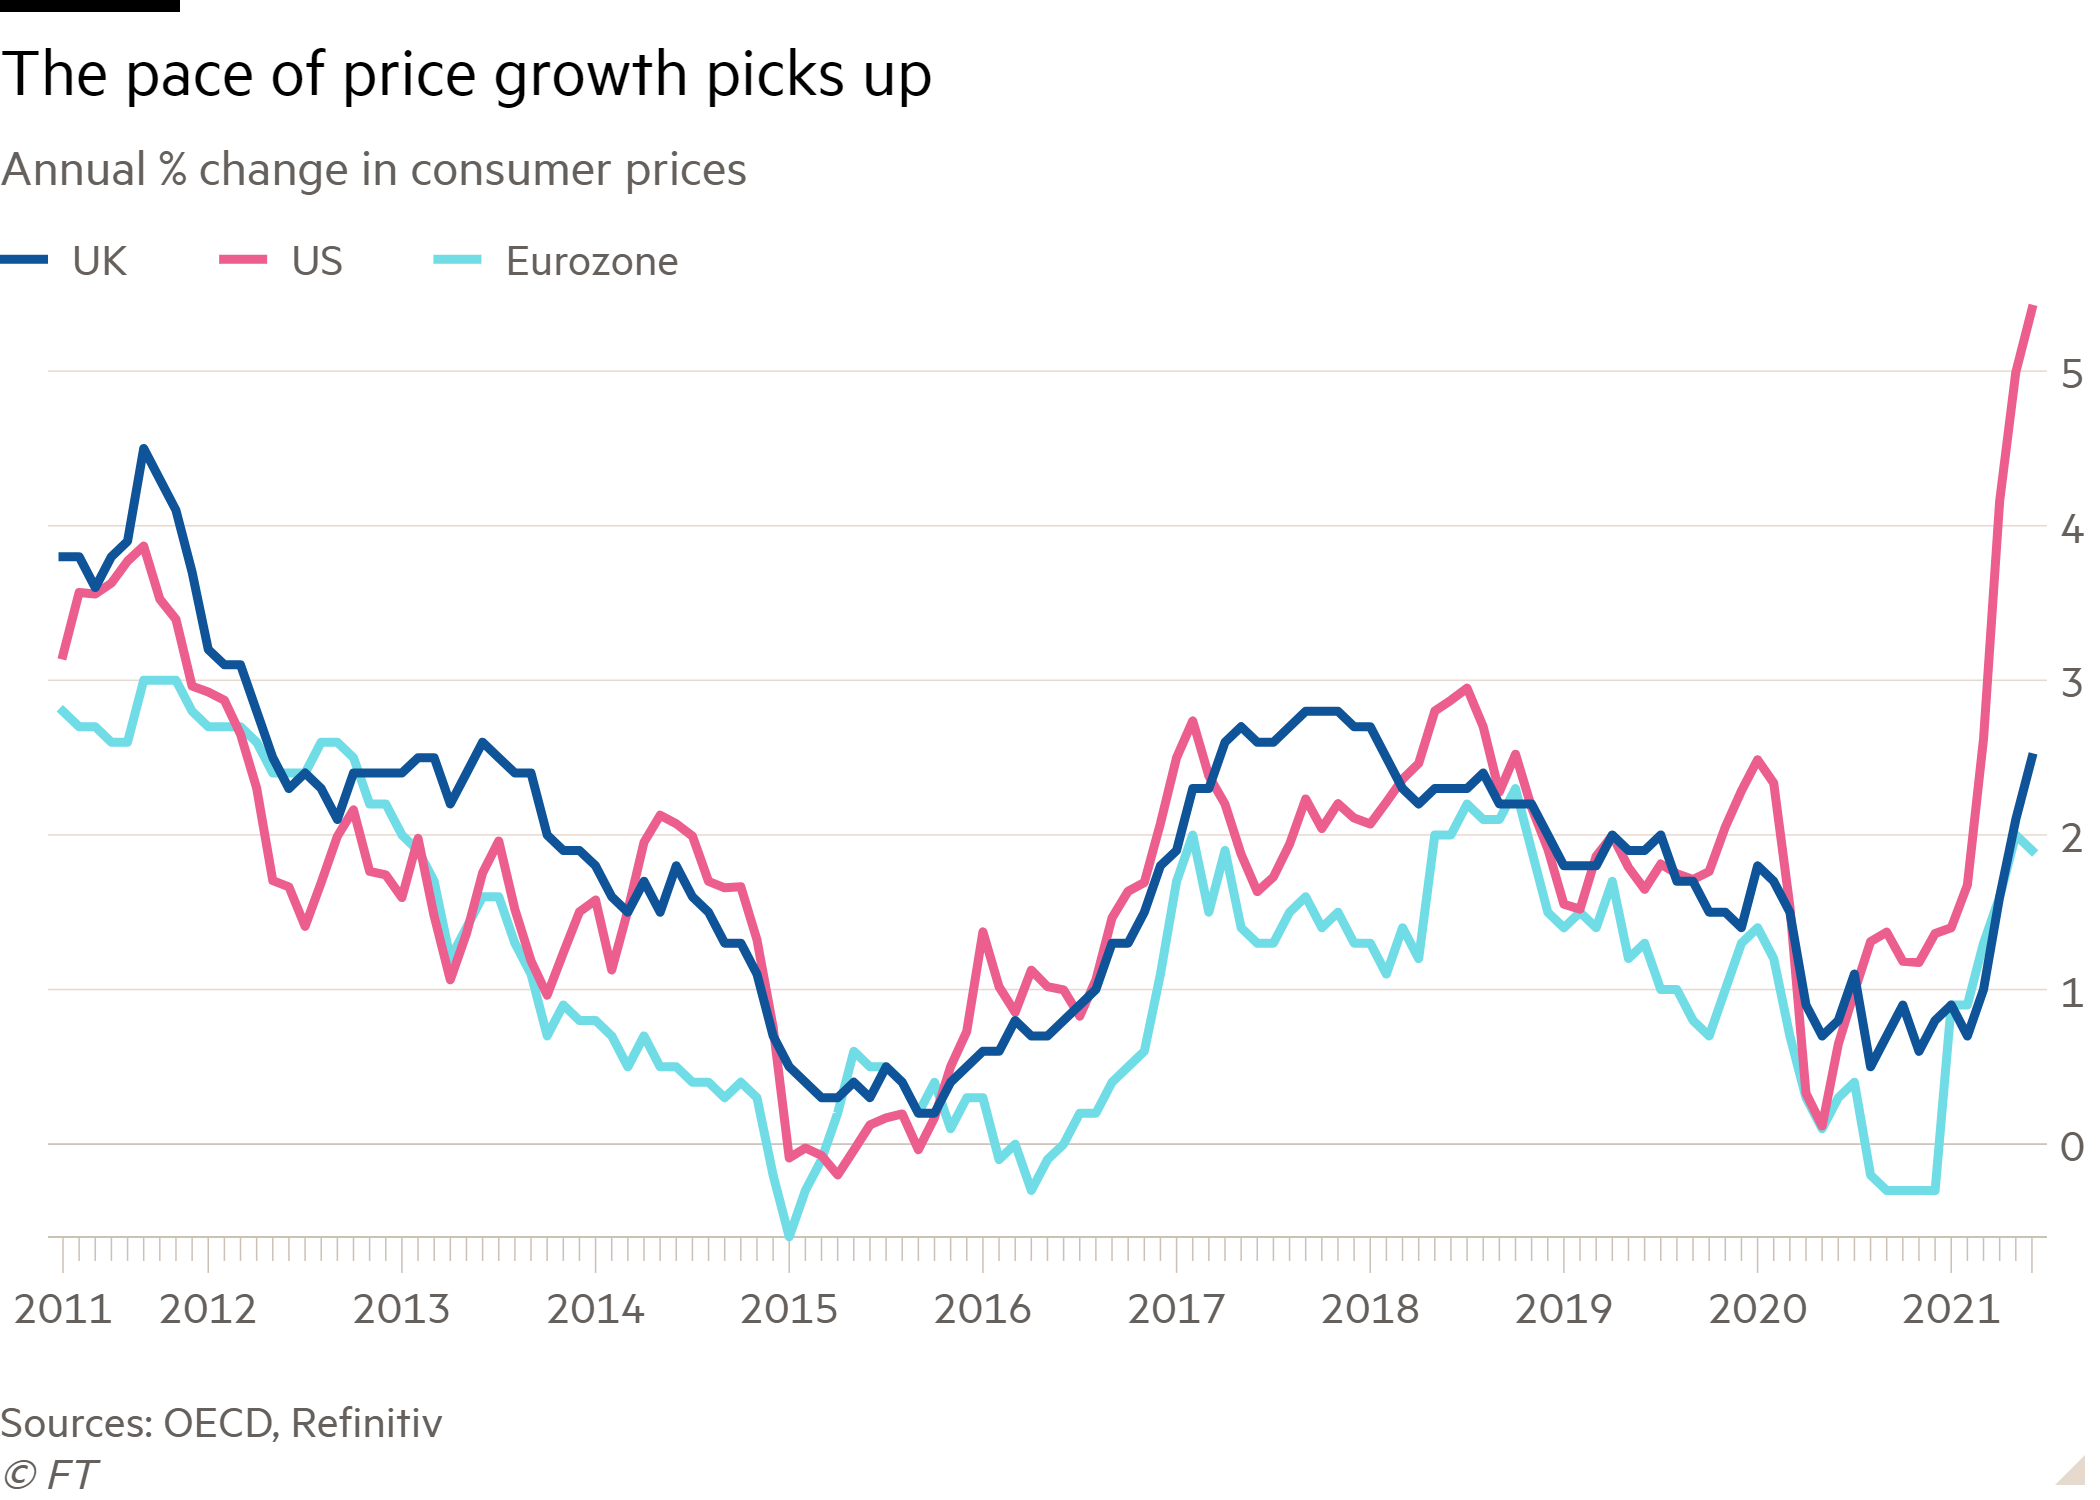 The pace of price growth picks up
Annual % change in consumer prices
UK US Eurozone
5
4
3
2
1
0
2011 2012 2013 2014 2015 2016 2017 2018 2019 2020 2021
Sources: OECD, Refinitiv
© FT